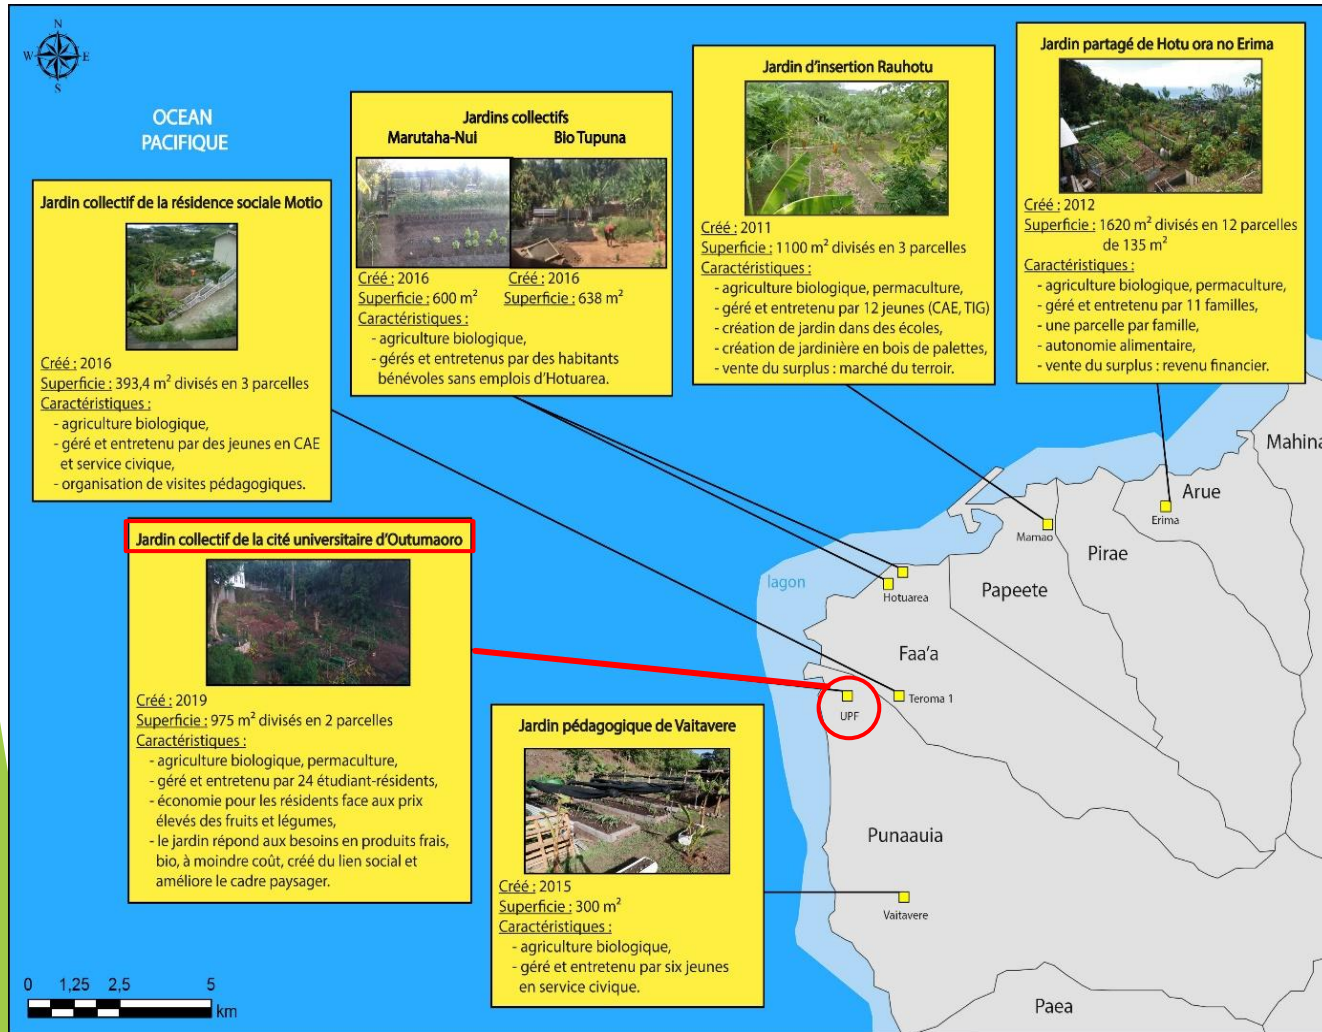 N
W E
S
OCEAN
PACIFIQUE
Jardin collectif de la résidence sociale Motio
Créé : 2016
Superficie : 393,4 m² divisés en 3 parcelles
Caractéristiques :
- agriculture biologique,
- géré et entretenu par des jeunes en CAE
et service civique,
- organisation de visites pédagogiques.
Jardins collectifs
Marutaha-Nui Bio Tupuna
Créé : 2016 Créé : 2016
Superficie : 600 m² Superficie : 638 m²
Caractéristiques :
- agriculture biologique,
- gérés et entretenus par des habitants
bénévoles sans emplois d'Hotuarea.
Jardin d'insertion Rauhotu
Créé : 2011
Superficie : 1100 m² divisés en 3 parcelles
Caractéristiques :
- agriculture biologique, permaculture,
- géré et entretenu par 12 jeunes (CAE, TIG)
- création de jardin dans des écoles,
- création de jardinière en bois de palettes,
- vente du surplus : marché du terroir.
Jardin partagé de Hotu ora no Erima
Créé : 2012
Superficie : 1620 m² divisés en 12 parcelles
de 135 m²
Caractéristiques :
- agriculture biologique, permaculture,
- géré et entretenu par 11 familles,
- une parcelle par famille,
- autonomie alimentaire,
- vente du surplus : revenu financier.
Jardin collectif de la cité universitaire d'Outumaoro
Créé : 2019
Superficie : 975 m² divisés en 2 parcelles
Caractéristiques :
- agriculture biologique, permaculture,
- géré et entretenu par 24 étudiant-résidents,
- économie pour les résidents face aux prix
élevés des fruits et légumes,
- le jardin répond aux besoins en produits frais,
bio, à moindre coût, créé du lien social et
améliore le cadre paysager.
Jardin pédagogique de Vaitavere
Créé : 2015
Superficie : 300 m²
Caractéristiques :
- agriculture biologique,
- géré et entretenu par six jeunes
en service civique.
Mahina
Arue
Erima
Mamao
Pirae
Papeete
lagon
Hotuarea
Faa'a
Teroma 1
UPF
Punaauia
Vaitavere
Paea
0 1,25 2,5 5
km